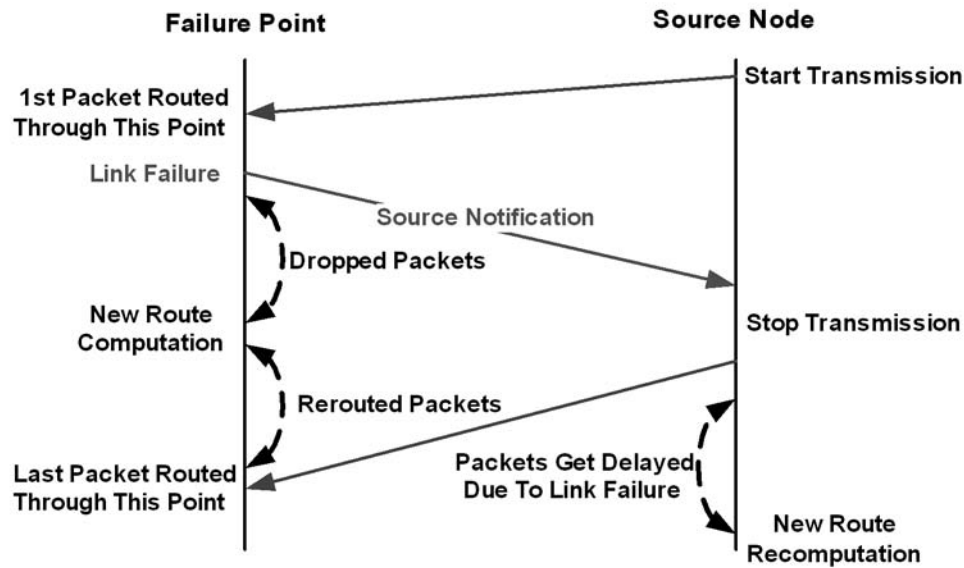 Failure Point
Source Node
Start Transmission
1st Packet Routed
Through This Point
Link Failure
Source Notification
Dropped Packets
New Route
Computation
Stop Transmission
Rerouted Packets
Packets Get Delayed
Due To Link Failure
Last Packet Routed
Through This Point
New Route
Recomputation